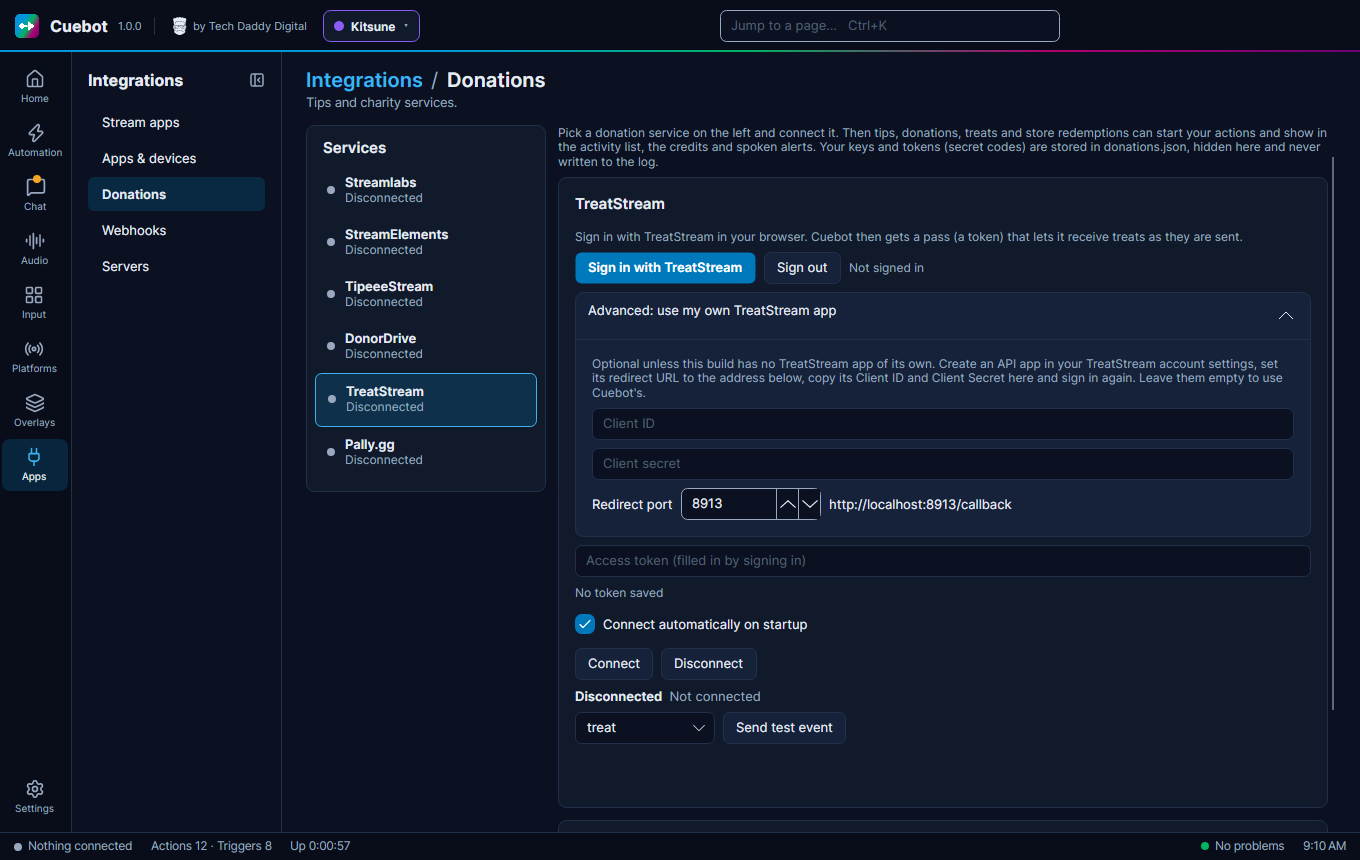 Cuebot 1.0.0 by Tech Daddy Digital Kitsune
Jump to a page... Ctrl+K
Home
Automation
Chat
Audio
Input
Platforms
Overlays
Apps
Settings
Integrations
Stream apps
Apps & devices
Donations
Webhooks
Servers
Integrations / Donations
Tips and charity services.
Services
Streamlabs
Disconnected
StreamElements
Disconnected
TipeeeStream
Disconnected
DonorDrive
Disconnected
TreatStream
Disconnected
Pally.gg
Disconnected
Pick a donation service on the left and connect it. Then tips, donations, treats and store redemptions can start your actions and show in
the activity list, the credits and spoken alerts. Your keys and tokens (secret codes) are stored in donations.json, hidden here and never
written to the log.
TreatStream
Sign in with TreatStream in your browser. Cuebot then gets a pass (a token) that lets it receive treats as they are sent.
Sign in with TreatStream Sign out Not signed in
Advanced: use my own TreatStream app
Optional unless this build has no TreatStream app of its own. Create an API app in your TreatStream account settings, set
its redirect URL to the address below, copy its Client ID and Client Secret here and sign in again. Leave them empty to use
Cuebot's.
Client ID
Client secret
Redirect port 8913 http://localhost:8913/callback
Access token (filled in by signing in)
No token saved
Connect automatically on startup
Connect Disconnect
Disconnected Not connected
treat Send test event
Nothing connected Actions 12 · Triggers 8 Up 0:00:57
No problems 9:10 AM